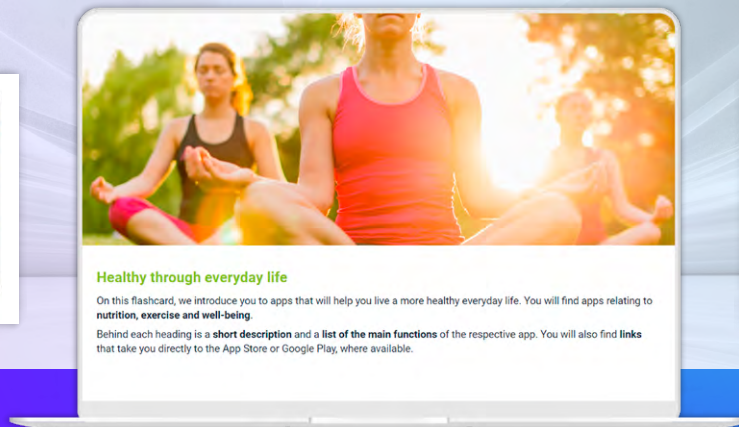 Healthy through everyday life
On this flashcard, we introduce you to apps that will help you live a more healthy everyday life. You will find apps relating to
nutrition, exercise and well-being.
Behind each heading is a short description and a list of the main functions of the respective app. You will also find links
that take you directly to the App Store or Google Play, where available.